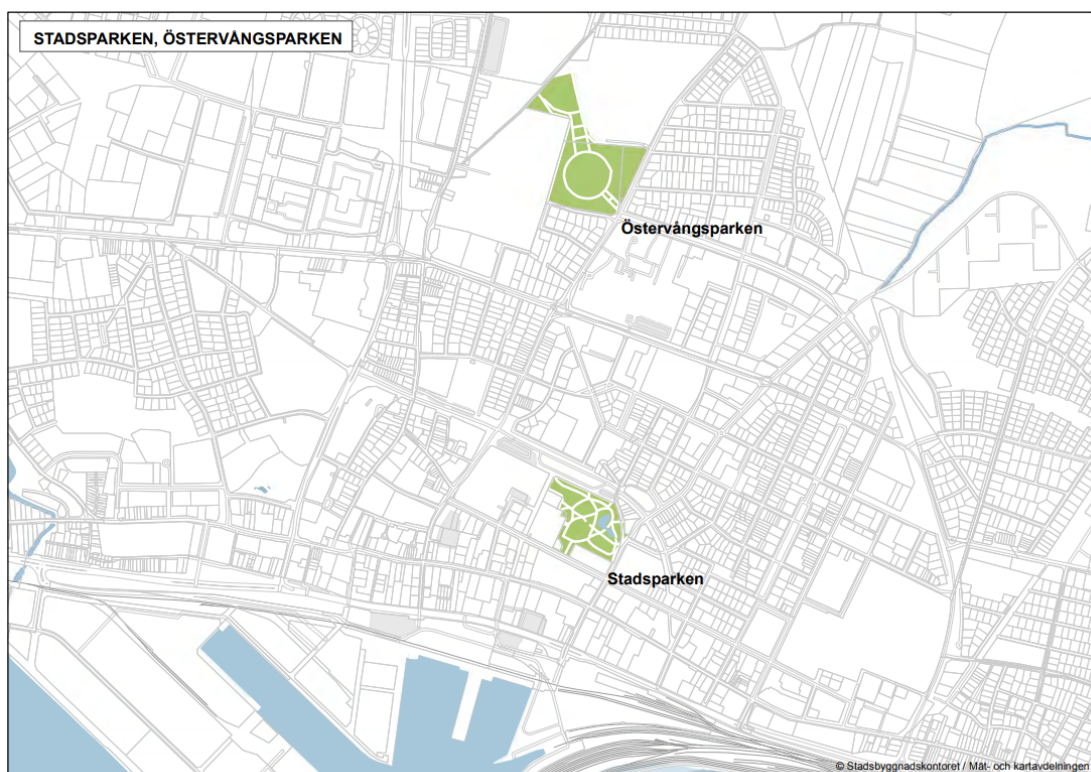 STADSPARKEN, ÖSTERVÅNGSPARKEN
Östervångsparken
Stadsparken
© Stadsbyggnadskontoret / Mät- och kartavdelningen